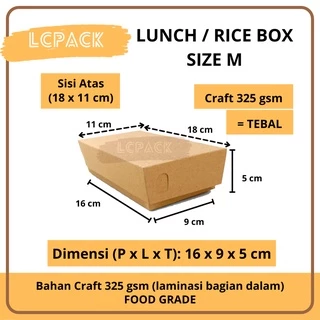 LCPACK
LUNCH / RICE BOX
SIZE M
Sisi Atas
(18 x 11 cm)
Craft 325 gsm
= TEBAL
11 cm
18 cm
LCPACK
5 cm
16 cm
9 cm
Dimensi (P x L x T): 16 x 9 x 5 cm
Bahan Craft 325 gsm (laminasi bagian dalam)
FOOD GRADE